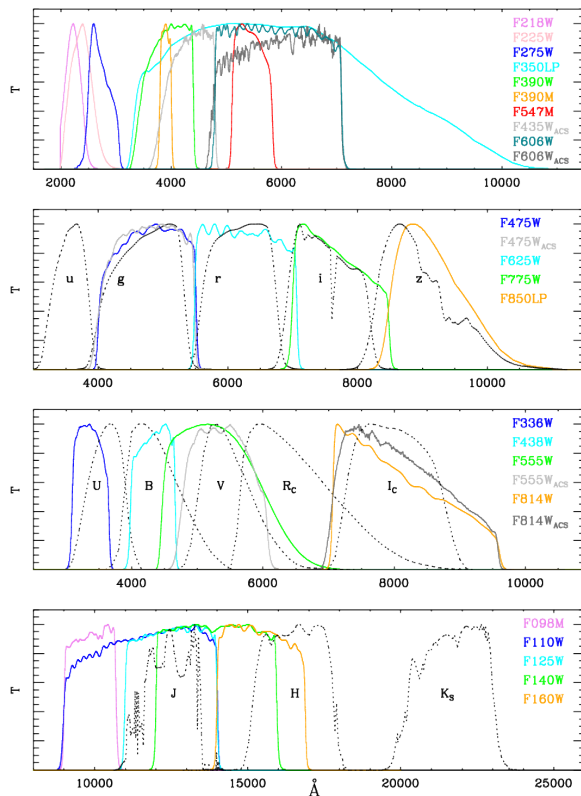 F218W
F225W
F275W
F350LP
F390W
F390M
F547M
F435W_ACS
F606W
F606W_ACS
T
2000 4000 6000 8000 10000
F475W
F475W_ACS
F625W
F775W
F850LP
u g r i z
T
4000 6000 8000 10000
F336W
F438W
F555W
F555W_ACS
F814W
F814W_ACS
U B V R_C I_C
T
4000 6000 8000 10000
F098M
F110W
F125W
F140W
F160W
J H K_S
T
10000 15000 20000 25000
Å